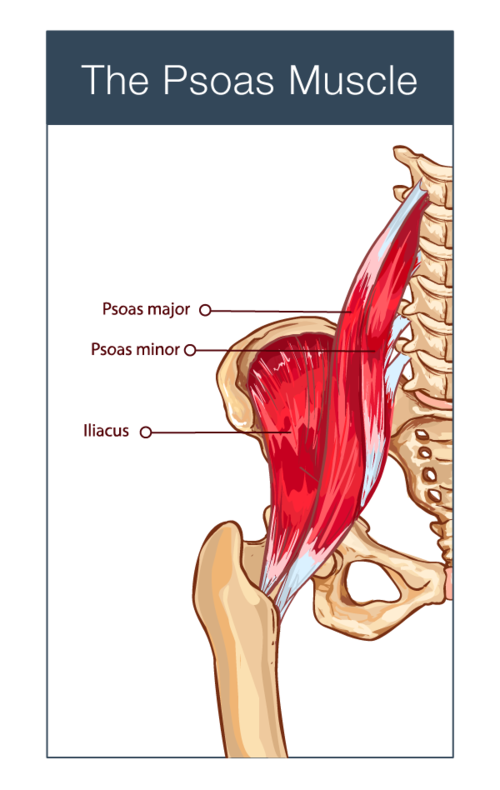 The Psoas Muscle
Psoas major
Psoas minor
Iliacus